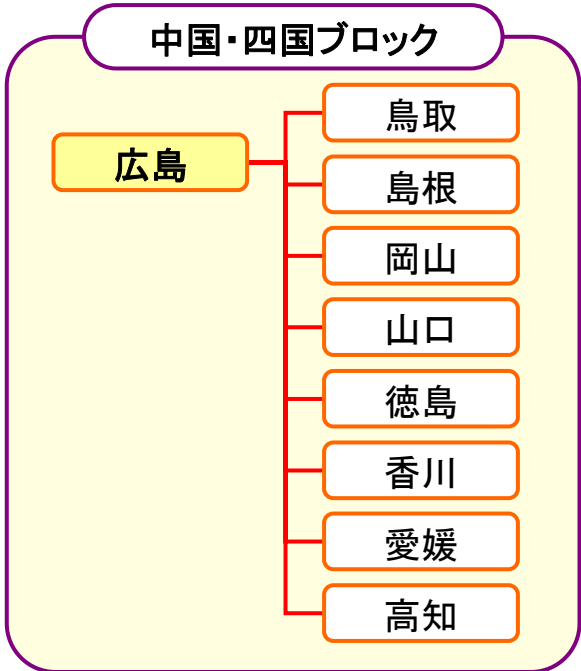 中国・四国ブロック
広島
鳥取
島根
岡山
山口
徳島
香川
愛媛
高知